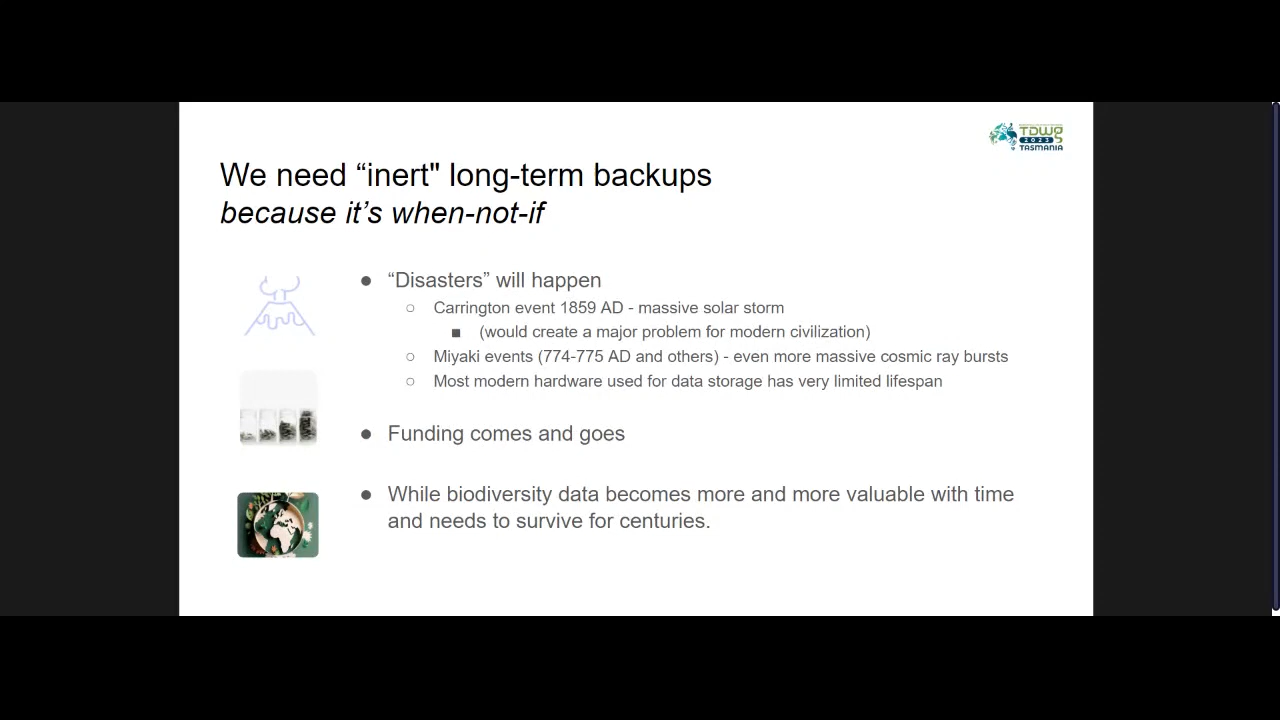 TDWG
2023
TASMANIA
We need “inert" long-term backups
because it’s when-not-if
● “Disasters” will happen
○ Carrington event 1859 AD - massive solar storm
■ (would create a major problem for modern civilization)
○ Miyaki events (774-775 AD and others) - even more massive cosmic ray bursts
○ Most modern hardware used for data storage has very limited lifespan
● Funding comes and goes
● While biodiversity data becomes more and more valuable with time
and needs to survive for centuries.